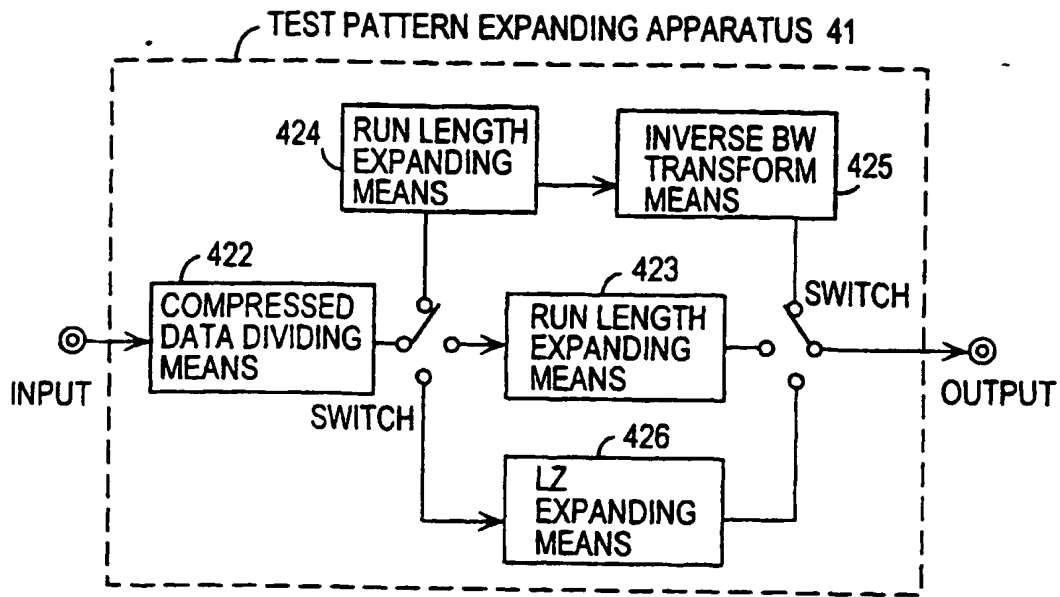 TEST PATTERN EXPANDING APPARATUS 41
424
RUN LENGTH
EXPANDING
MEANS
INVERSE BW
TRANSFORM
MEANS
425
422
COMPRESSED
DATA DIVIDING
MEANS
423
RUN LENGTH
EXPANDING
MEANS
SWITCH
INPUT
OUTPUT
SWITCH
426
LZ
EXPANDING
MEANS